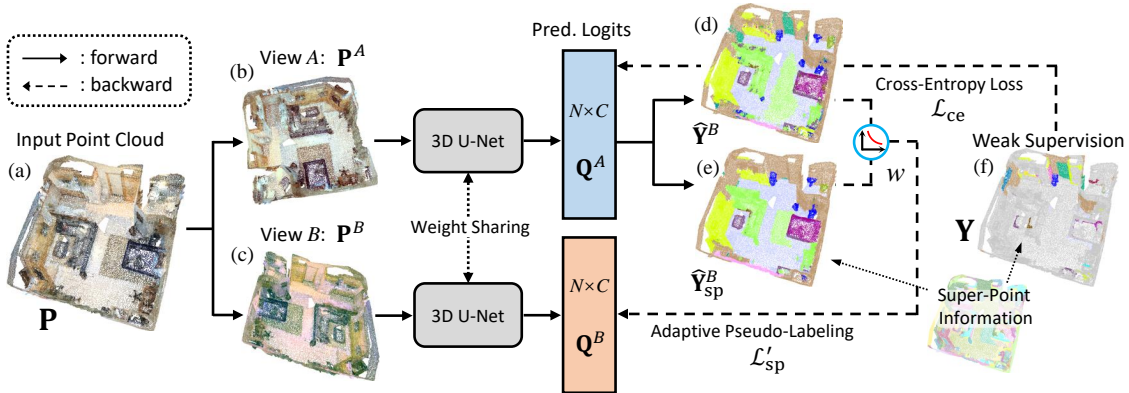 : forward
: backward
Input Point Cloud
(a)
P
View A: P^A
(b)
View B: P^B
(c)
3D U-Net
Weight Sharing
3D U-Net
Pred. Logits
N×C
Q^A
N×C
Q^B
(d)
Ŷ^B
(e)
Ŷ^B_sp
Cross-Entropy Loss
ℒ_ce
w
Weak Supervision
(f)
Y
Super-Point
Information
Adaptive Pseudo-Labeling
ℒ′_sp